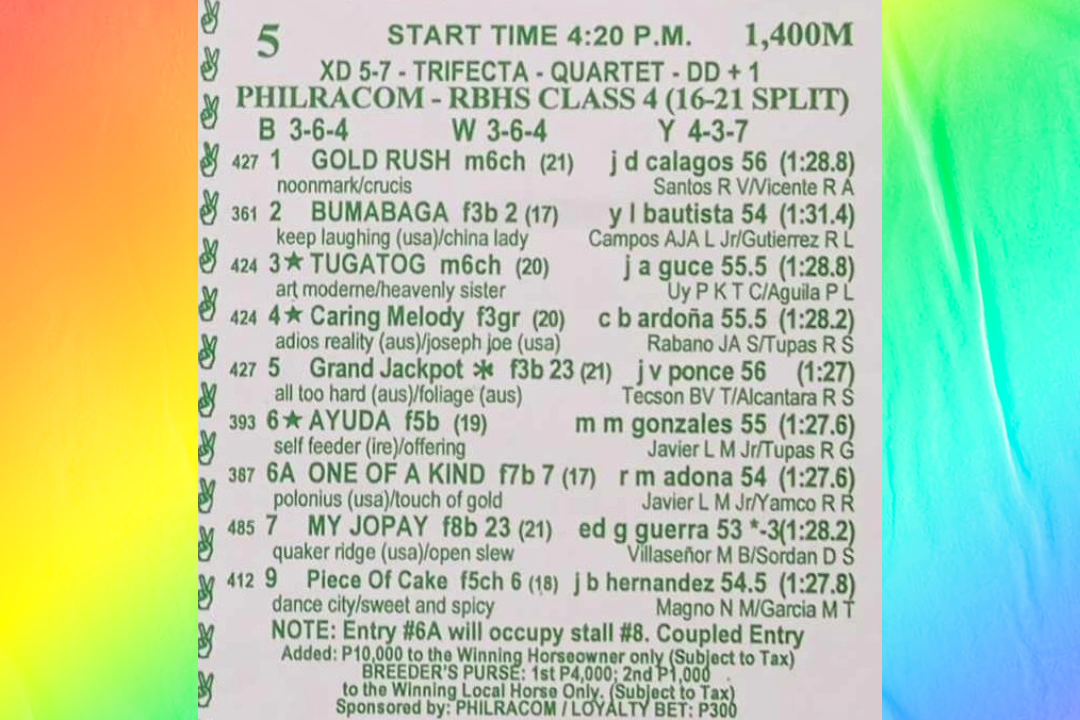 5 START TIME 4:20 P.M. 1,400M
XD 5-7 - TRIFECTA - QUARTET - DD + 1
PHILRACOM - RBHS CLASS 4 (16-21 SPLIT)
B 3-6-4 W 3-6-4 Y 4-3-7
427 1 GOLD RUSH m6ch (21) j d calagos 56 (1:28.8)
noonmark/crucis Santos R V/Vicente R A
361 2 BUMABAGA f3b 2 (17) y l bautista 54 (1:31.4)
keep laughing (usa)/china lady Campos AJA L Jr/Gutierrez R L
424 3★ TUGATOG m6ch (20) j a guce 55.5 (1:28.8)
art moderne/heavenly sister Uy P K T C/Aguila P L
424 4★ Caring Melody f3gr (20) c b ardoña 55.5 (1:28.2)
adios reality (aus)/joseph joe (usa) Rabano JA S/Tupas R S
427 5 Grand Jackpot ✻ f3b 23 (21) j v ponce 56 (1:27)
all too hard (aus)/foliage (aus) Tecson BV T/Alcantara R S
393 6★ AYUDA f5b (19) m m gonzales 55 (1:27.6)
self feeder (ire)/offering Javier L M Jr/Tupas R G
387 6A ONE OF A KIND f7b 7 (17) r m adona 54 (1:27.6)
polonius (usa)/touch of gold Javier L M Jr/Yamco R R
485 7 MY JOPAY f8b 23 (21) ed g guerra 53 *-3(1:28.2)
quaker ridge (usa)/open slew Villaseñor M B/Sordan D S
412 9 Piece Of Cake f5ch 6 (18) j b hernandez 54.5 (1:27.8)
dance city/sweet and spicy Magno N M/Garcia M T
NOTE: Entry #6A will occupy stall #8. Coupled Entry
Added: P10,000 to the Winning Horseowner only (Subject to Tax)
BREEDER'S PURSE: 1st P4,000; 2nd P1,000
to the Winning Local Horse Only. (Subject to Tax)
Sponsored by: PHILRACOM / LOYALTY BET: P300